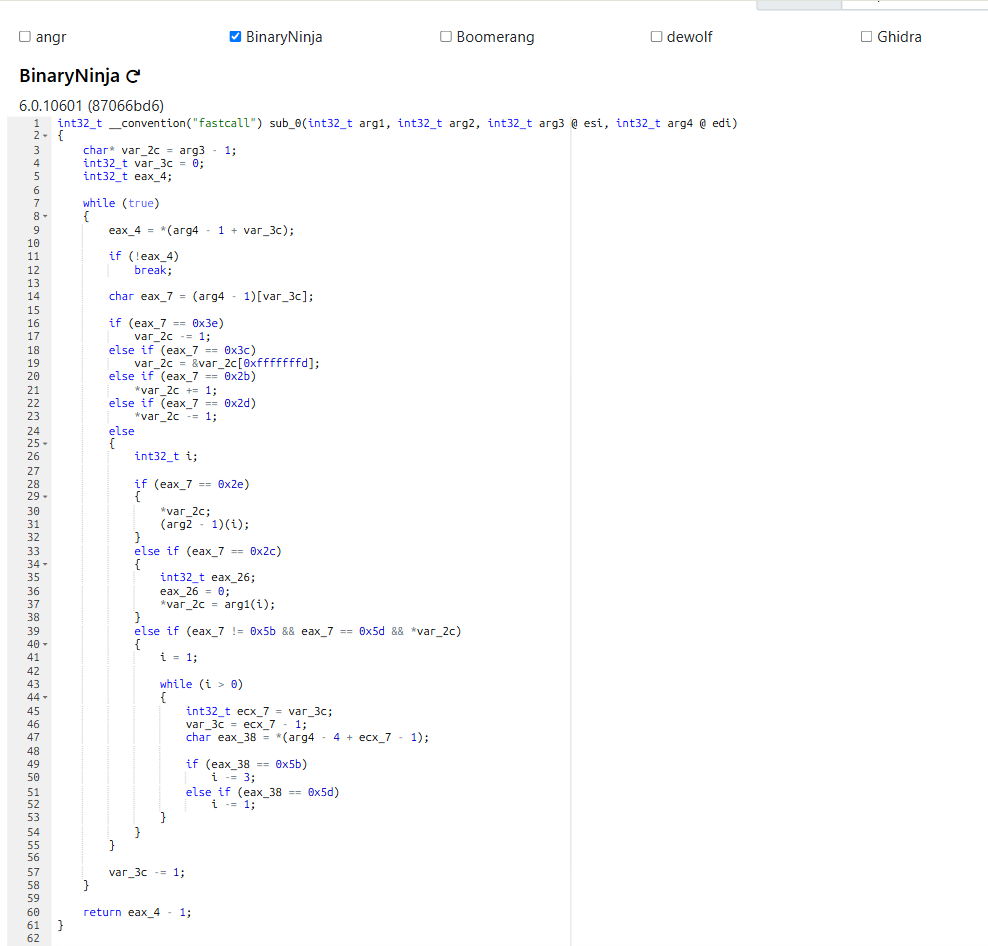 angr
BinaryNinja
Boomerang
dewolf
Ghidra
BinaryNinja
6.0.10601 (87066bd6)
1 int32_t __convention("fastcall") sub_0(int32_t arg1, int32_t arg2, int32_t arg3 @ esi, int32_t arg4 @ edi)
2 {
3     char* var_2c = arg3 - 1;
4     int32_t var_3c = 0;
5     int32_t eax_4;
6
7     while (true)
8     {
9         eax_4 = *(arg4 - 1 + var_3c);
10
11         if (!eax_4)
12             break;
13
14         char eax_7 = (arg4 - 1)[var_3c];
15
16         if (eax_7 == 0x3e)
17             var_2c -= 1;
18         else if (eax_7 == 0x3c)
19             var_2c = &var_2c[0xfffffffd];
20         else if (eax_7 == 0x2b)
21             *var_2c += 1;
22         else if (eax_7 == 0x2d)
23             *var_2c -= 1;
24         else
25         {
26             int32_t i;
27
28             if (eax_7 == 0x2e)
29             {
30                 *var_2c;
31                 (arg2 - 1)(i);
32             }
33             else if (eax_7 == 0x2c)
34             {
35                 int32_t eax_26;
36                 eax_26 = 0;
37                 *var_2c = arg1(i);
38             }
39             else if (eax_7 != 0x5b && eax_7 == 0x5d && *var_2c)
40             {
41                 i = 1;
42
43                 while (i > 0)
44                 {
45                     int32_t ecx_7 = var_3c;
46                     var_3c = ecx_7 - 1;
47                     char eax_38 = *(arg4 - 4 + ecx_7 - 1);
48
49                     if (eax_38 == 0x5b)
50                         i -= 3;
51                     else if (eax_38 == 0x5d)
52                         i -= 1;
53                 }
54             }
55         }
56
57         var_3c -= 1;
58     }
59
60     return eax_4 - 1;
61 }
62